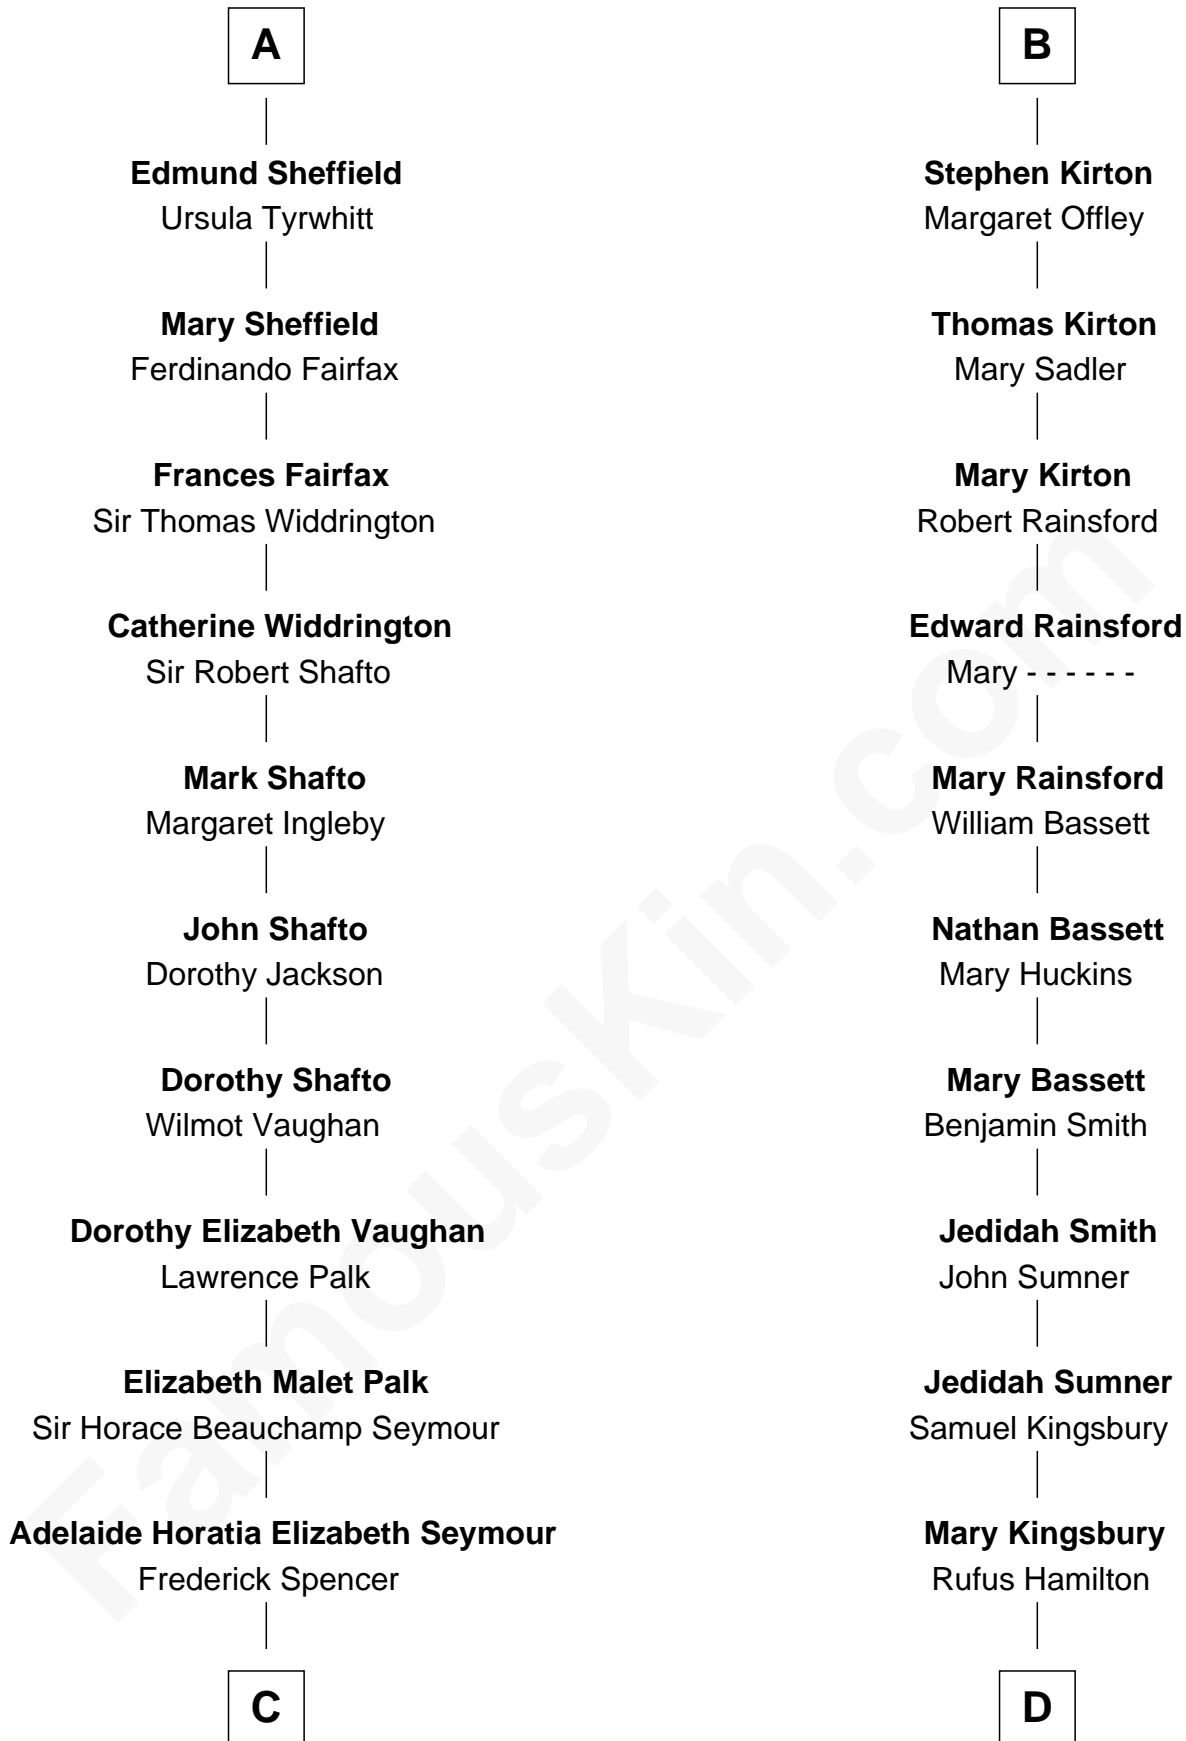 A
Edmund Sheffield
Ursula Tyrwhitt
Mary Sheffield
Ferdinando Fairfax
Frances Fairfax
Sir Thomas Widdrington
Catherine Widdrington
Sir Robert Shafto
Mark Shafto
Margaret Ingleby
John Shafto
Dorothy Jackson
Dorothy Shafto
Wilmot Vaughan
Dorothy Elizabeth Vaughan
Lawrence Palk
Elizabeth Malet Palk
Sir Horace Beauchamp Seymour
Adelaide Horatia Elizabeth Seymour
Frederick Spencer
C
B
Stephen Kirton
Margaret Offley
Thomas Kirton
Mary Sadler
Mary Kirton
Robert Rainsford
Edward Rainsford
Mary - - - - - -
Mary Rainsford
William Bassett
Nathan Bassett
Mary Huckins
Mary Bassett
Benjamin Smith
Jedidah Smith
John Sumner
Jedidah Sumner
Samuel Kingsbury
Mary Kingsbury
Rufus Hamilton
D
FamousKin.com